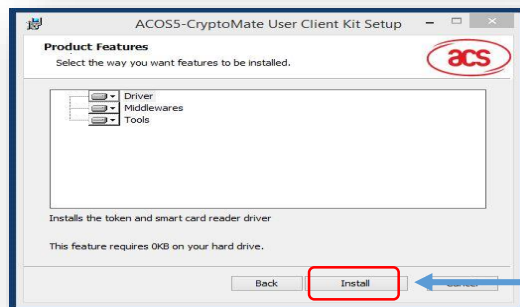 ACOS5-CryptoMate User Client Kit Setup
Product Features
Select the way you want features to be installed.
acs
Driver
Middlewares
Tools
Installs the token and smart card reader driver
This feature requires 0KB on your hard drive.
Back Install